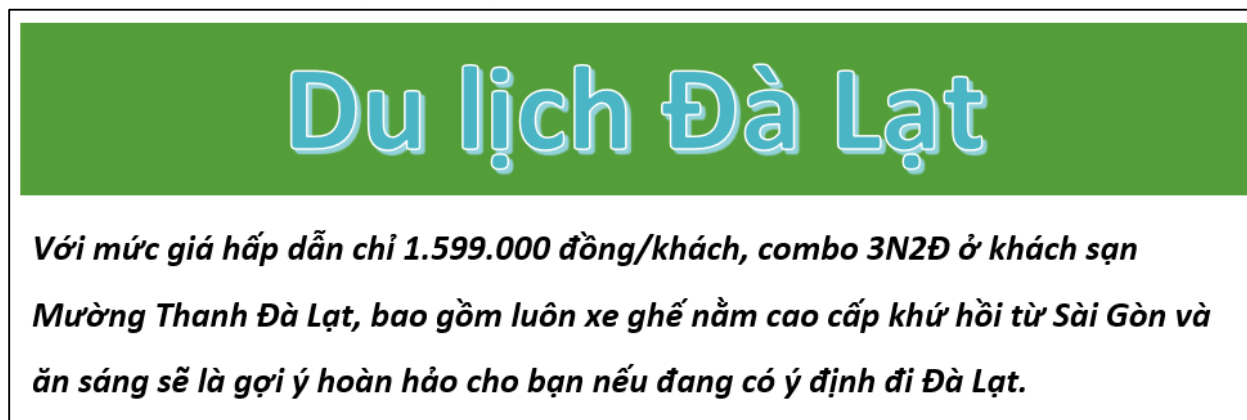 Du lịch Đà Lạt
Với mức giá hấp dẫn chỉ 1.599.000 đồng/khách, combo 3N2Đ ở khách sạn
Mường Thanh Đà Lạt, bao gồm luôn xe ghế nằm cao cấp khứ hồi từ Sài Gòn và
ăn sáng sẽ là gợi ý hoàn hảo cho bạn nếu đang có ý định đi Đà Lạt.